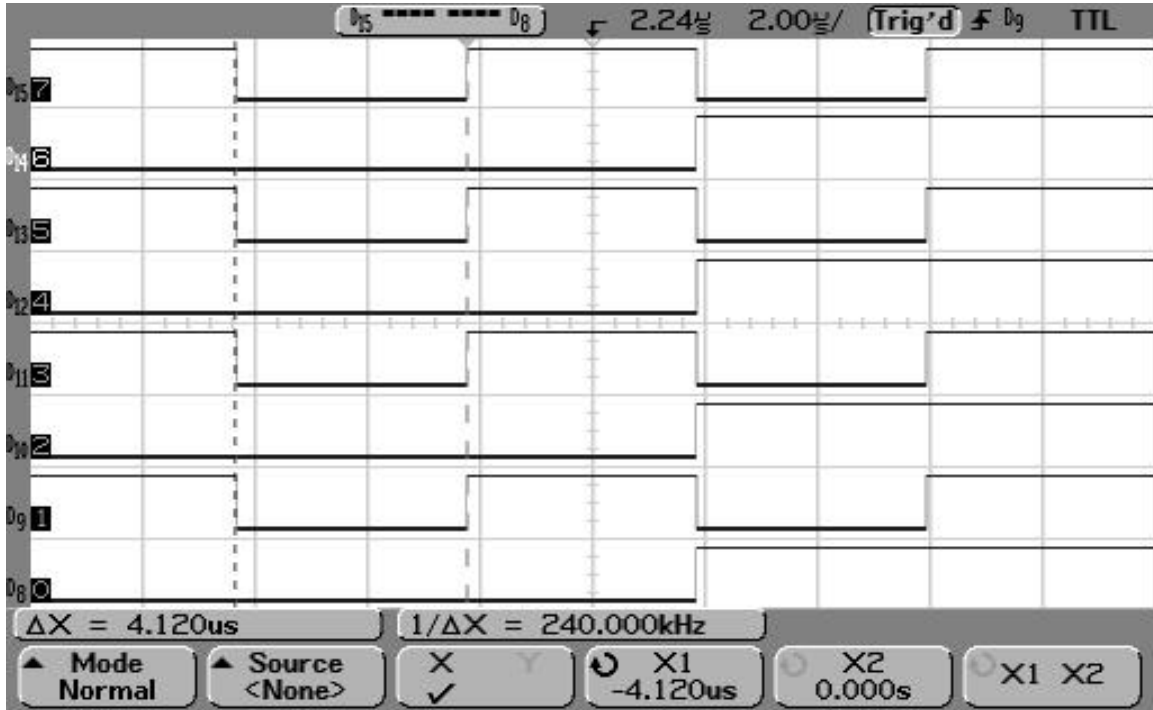 D15 D8 2.24us 2.00us/ Trig'd D9 TTL
D15 7
D14 6
D13 5
D12 4
D11 3
D10 2
D9 1
D8 0
ΔX = 4.120us 1/ΔX = 240.000kHz
Mode Source X Y X1 X2 X1 X2
Normal <None> ✓ -4.120us 0.000s